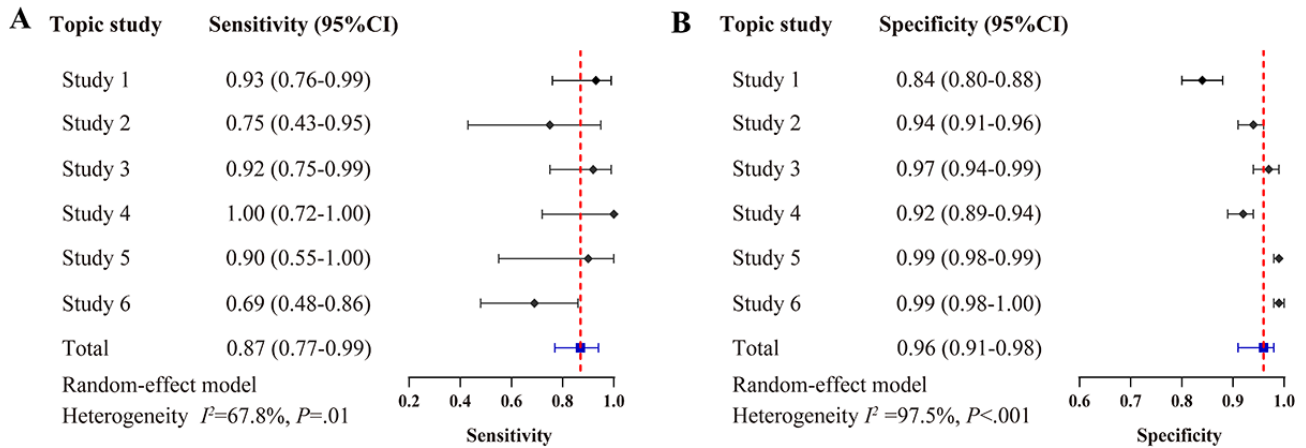 A Topic study Sensitivity (95%CI)
Study 1 0.93 (0.76-0.99)
Study 2 0.75 (0.43-0.95)
Study 3 0.92 (0.75-0.99)
Study 4 1.00 (0.72-1.00)
Study 5 0.90 (0.55-1.00)
Study 6 0.69 (0.48-0.86)
Total 0.87 (0.77-0.99)
Random-effect model
Heterogeneity I²=67.8%, P=.01
0.2 0.4 0.6 0.8 1.0
Sensitivity
B Topic study Specificity (95%CI)
Study 1 0.84 (0.80-0.88)
Study 2 0.94 (0.91-0.96)
Study 3 0.97 (0.94-0.99)
Study 4 0.92 (0.89-0.94)
Study 5 0.99 (0.98-0.99)
Study 6 0.99 (0.98-1.00)
Total 0.96 (0.91-0.98)
Random-effect model
Heterogeneity I² =97.5%, P<.001
0.6 0.7 0.8 0.9 1.0
Specificity